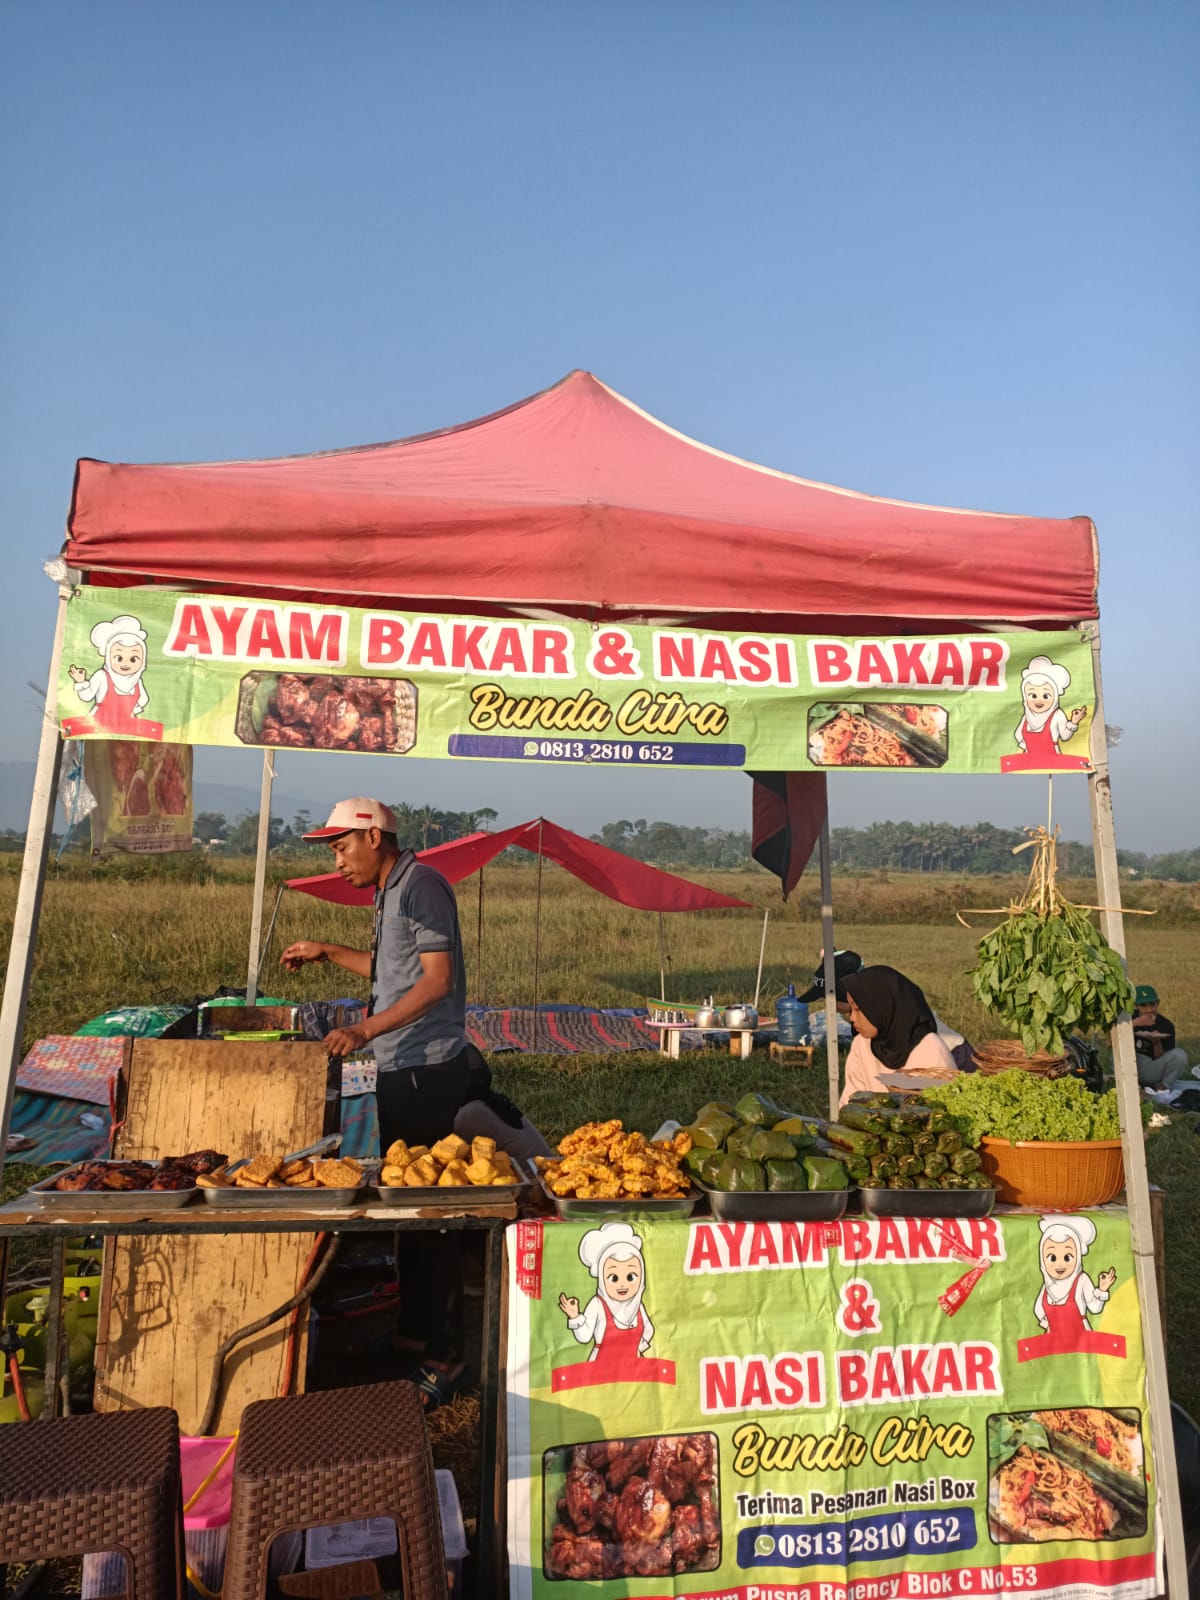 AYAM BAKAR & NASI BAKAR
Bunda Citra
0813 2810 652
AYAM BAKAR
&
NASI BAKAR
Bunda Citra
Terima Pesanan Nasi Box
0813 2810 652
Puspa Regency Blok C No.53